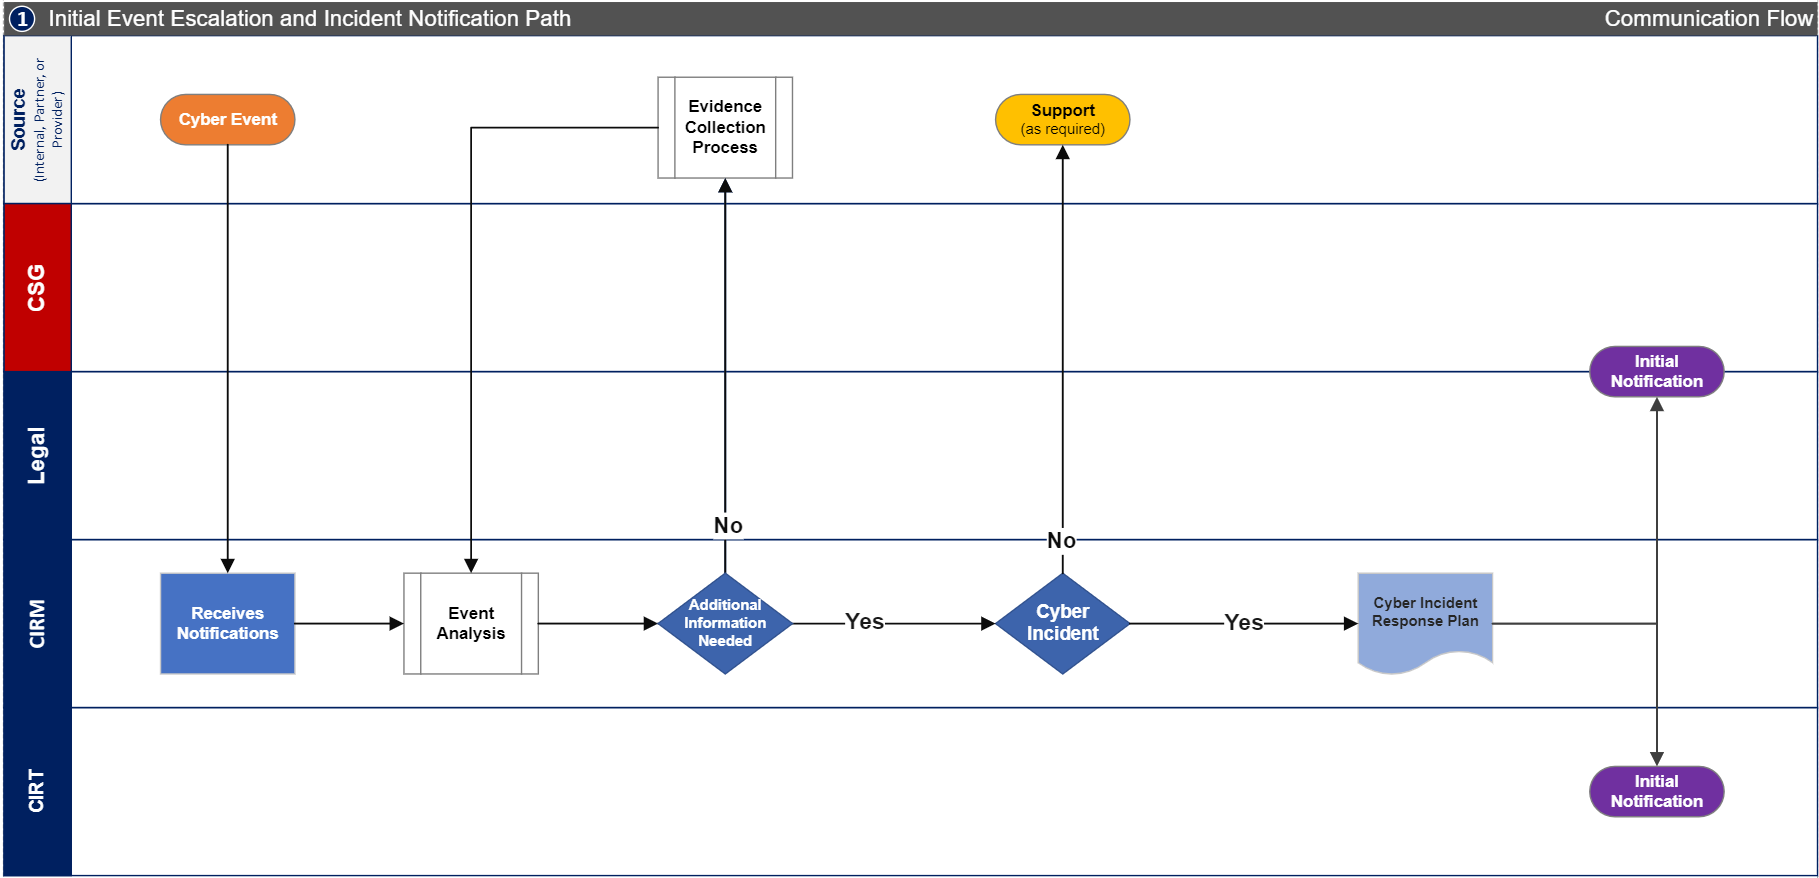 1 Initial Event Escalation and Incident Notification Path
Communication Flow
Source
(Internal, Partner, or
Provider)
Cyber Event
Evidence
Collection
Process
Support
(as required)
CSG
Initial
Notification
Legal
No
No
CIRM
Receives
Notifications
Event
Analysis
Additional
Information
Needed
Yes
Cyber
Incident
Yes
Cyber Incident
Response Plan
CIRT
Initial
Notification